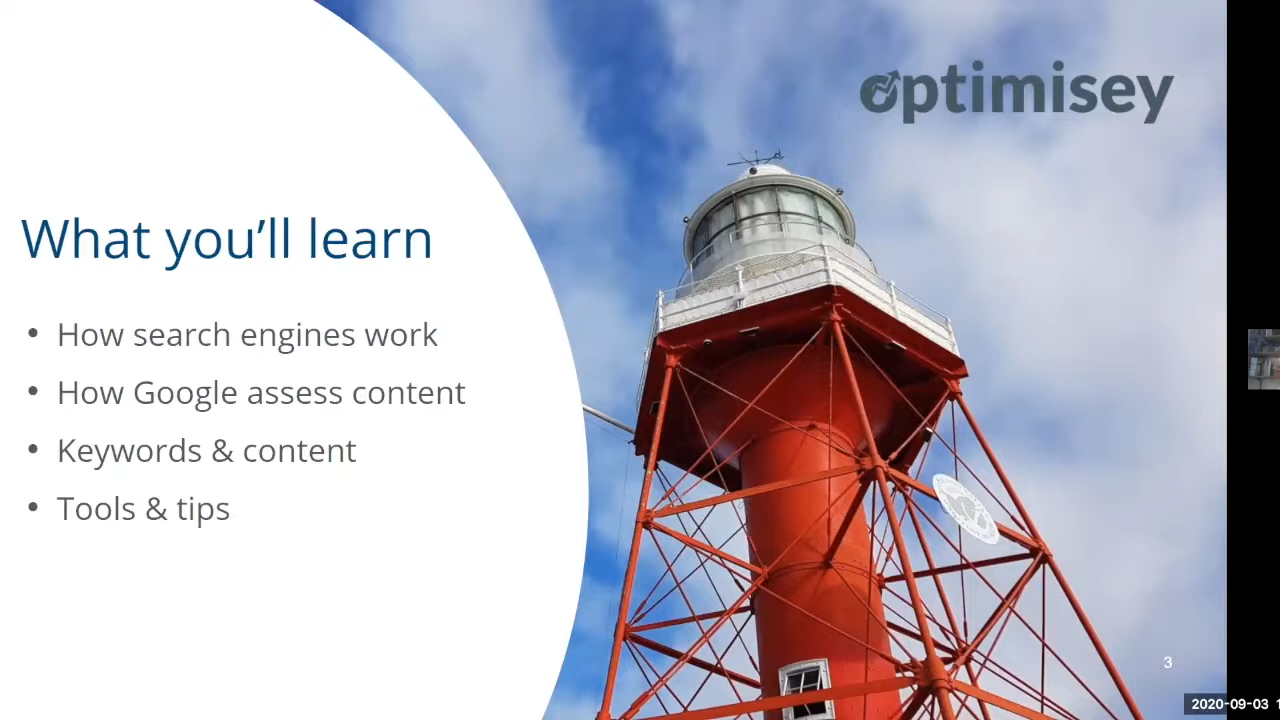 optimisey
What you’ll learn
• How search engines work
• How Google assess content
• Keywords & content
• Tools & tips
3
2020-09-03